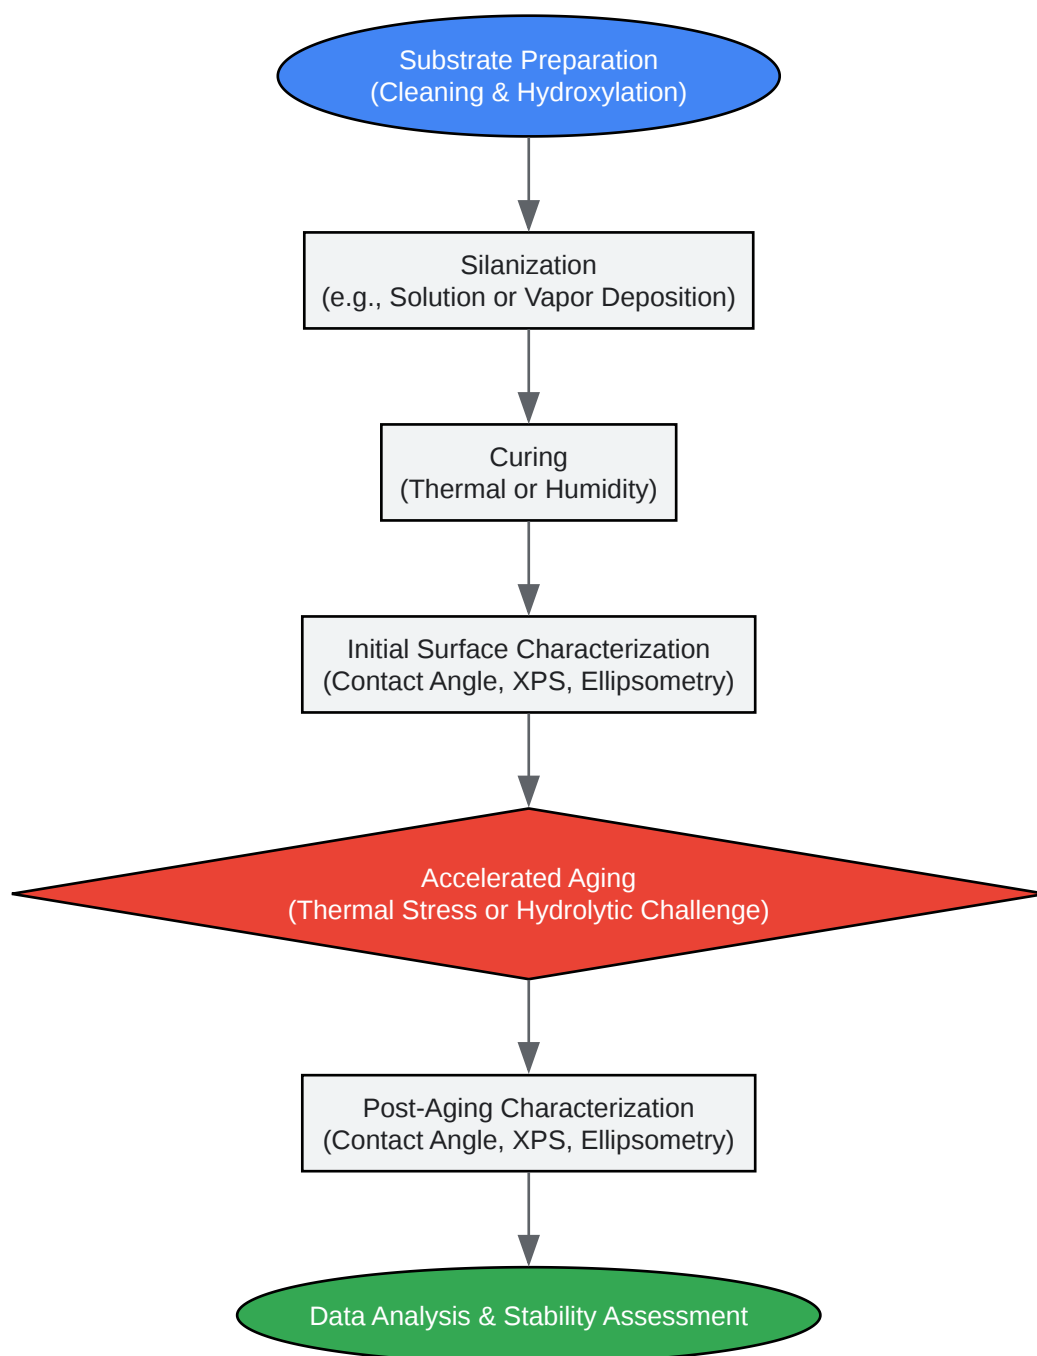 Substrate Preparation
(Cleaning & Hydroxylation)
Silanization
(e.g., Solution or Vapor Deposition)
Curing
(Thermal or Humidity)
Initial Surface Characterization
(Contact Angle, XPS, Ellipsometry)
Accelerated Aging
(Thermal Stress or Hydrolytic Challenge)
Post-Aging Characterization
(Contact Angle, XPS, Ellipsometry)
Data Analysis & Stability Assessment